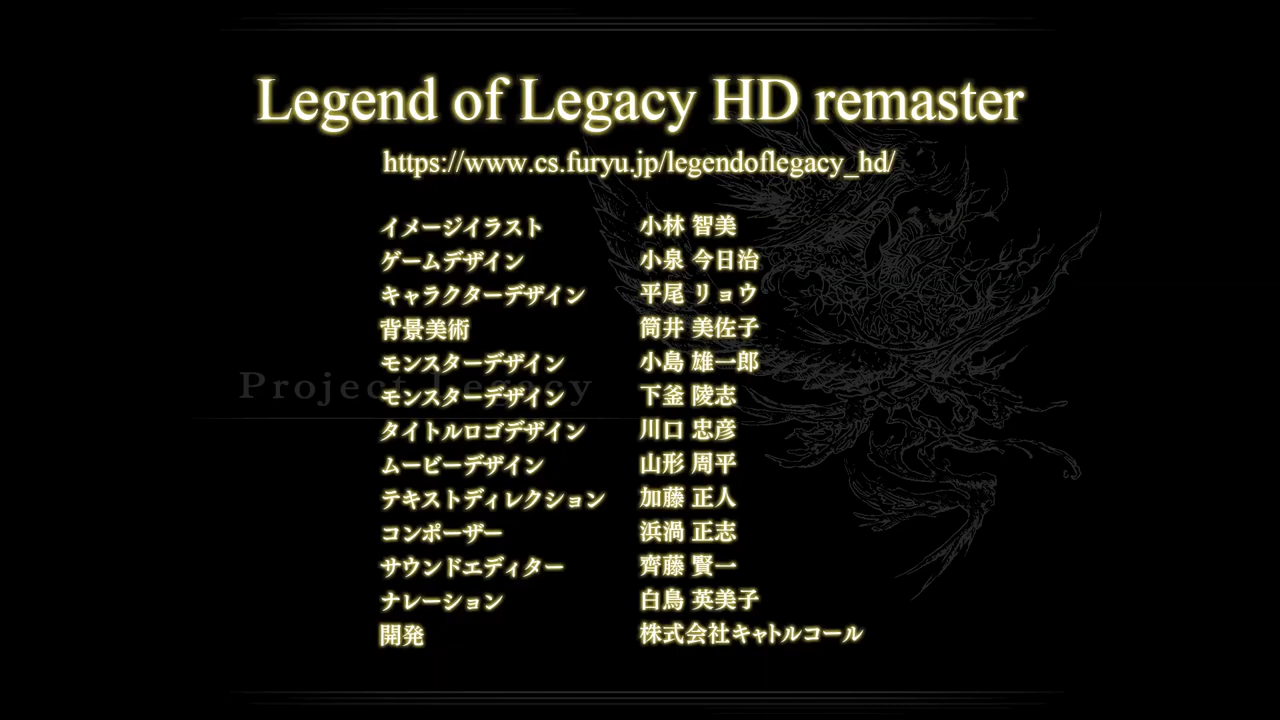 Legend of Legacy HD remaster
https://www.cs.furyu.jp/legendoflegacy_hd/
イメージイラスト 小林 智美
ゲームデザイン 小泉 今日治
キャラクターデザイン 平尾 リョウ
背景美術 筒井 美佐子
モンスターデザイン 小島 雄一郎
Project Legacy
モンスターデザイン 下釜 陵志
タイトルロゴデザイン 川口 忠彦
ムービーデザイン 山形 周平
テキストディレクション 加藤 正人
コンポーザー 浜渦 正志
サウンドエディター 齊藤 賢一
ナレーション 白鳥 英美子
開発 株式会社キャトルコール